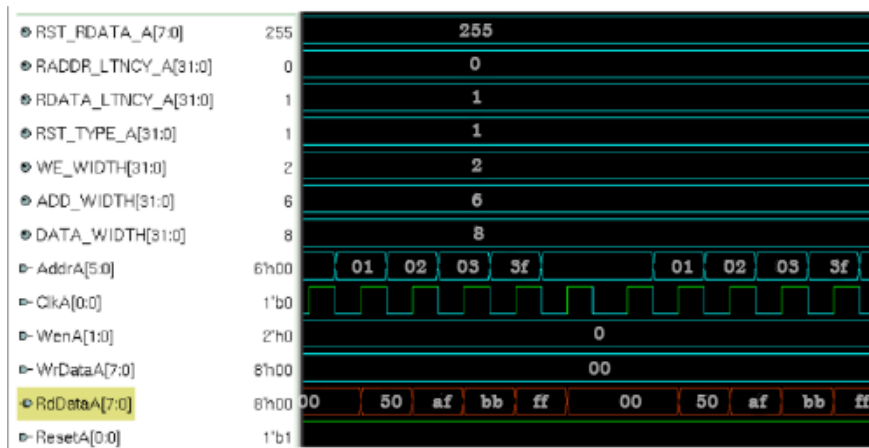 RST_RDATA_A[7:0] 255 255
RADDR_LTNCY_A[31:0] 0 0
RDATA_LTNCY_A[31:0] 1 1
RST_TYPE_A[31:0] 1 1
WE_WIDTH[31:0] 2 2
ADD_WIDTH[31:0] 6 6
DATA_WIDTH[31:0] 8 8
AddrA[5:0] 6'h00 01 02 03 3f 01 02 03 3f
ClkA[0:0] 1'b0
WenA[1:0] 2'h0 0
WrDataA[7:0] 8'h00 00
RdDataA[7:0] 8'h00 00 50 af bb ff 00 50 af bb ff
ResetA[0:0] 1'b1